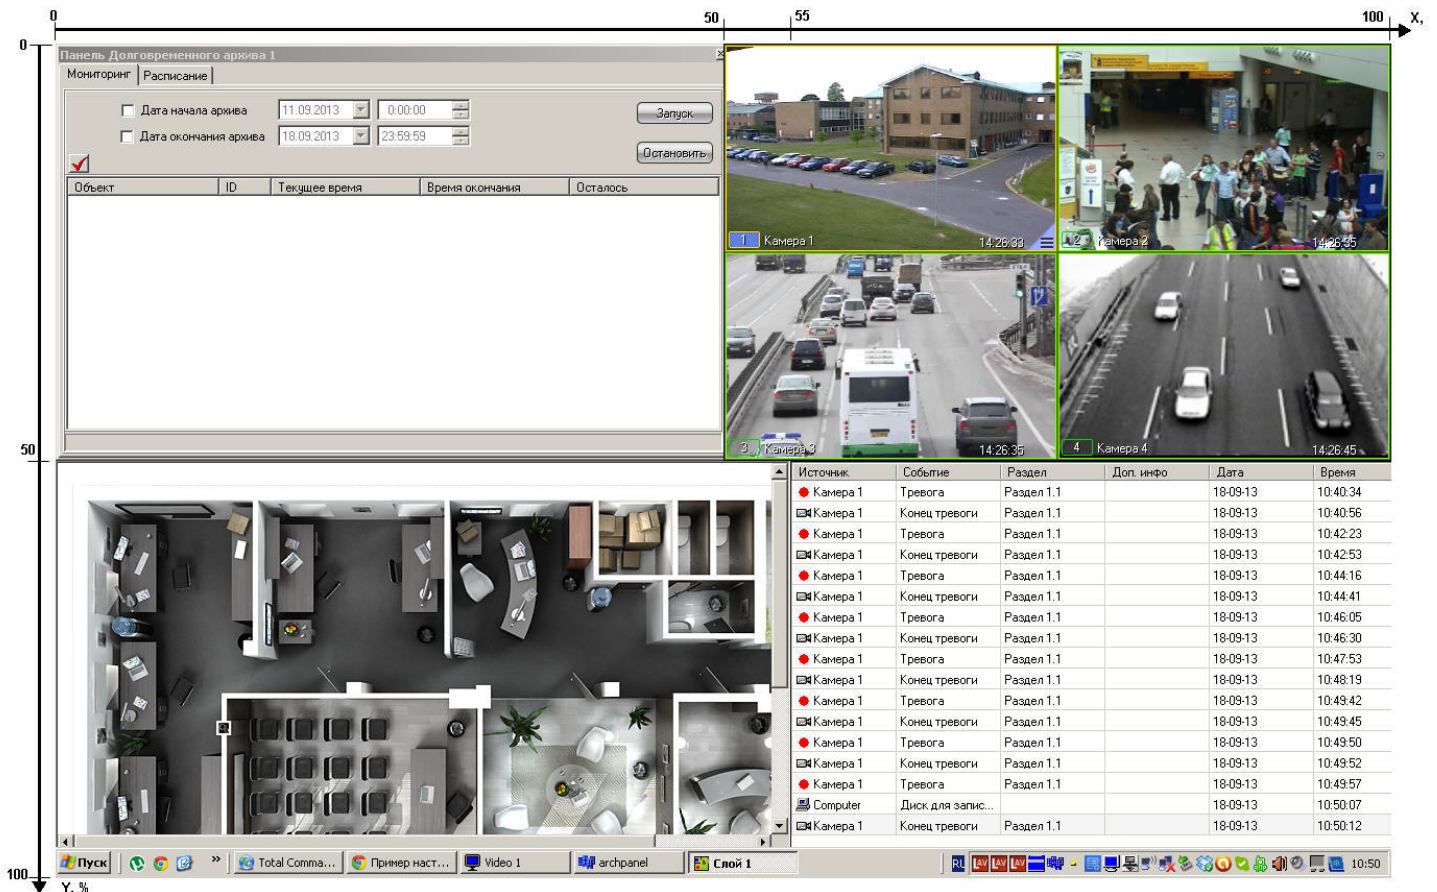 0 50 55 100 X,
0
Панель Долговременного архива 1
Мониторинг Расписание
Дата начала архива 11.09.2013 0:00:00 Запуск
Дата окончания архива 18.09.2013 23:59:59
Остановить
Объект ID Текущее время Время окончания Осталось
1 Камера 1 14:26:33
2 Камера 2 14:26:35
3 Камера 3 14:26:35
4 Камера 4 14:26:45
50
Источник Событие Раздел Доп. инфо Дата Время
Камера 1 Тревога Раздел 1.1 18-09-13 10:40:34
Камера 1 Конец тревоги Раздел 1.1 18-09-13 10:40:56
Камера 1 Тревога Раздел 1.1 18-09-13 10:42:23
Камера 1 Конец тревоги Раздел 1.1 18-09-13 10:42:53
Камера 1 Тревога Раздел 1.1 18-09-13 10:44:16
Камера 1 Конец тревоги Раздел 1.1 18-09-13 10:44:41
Камера 1 Тревога Раздел 1.1 18-09-13 10:46:05
Камера 1 Конец тревоги Раздел 1.1 18-09-13 10:46:30
Камера 1 Тревога Раздел 1.1 18-09-13 10:47:53
Камера 1 Конец тревоги Раздел 1.1 18-09-13 10:48:19
Камера 1 Тревога Раздел 1.1 18-09-13 10:49:42
Камера 1 Конец тревоги Раздел 1.1 18-09-13 10:49:45
Камера 1 Тревога Раздел 1.1 18-09-13 10:49:50
Камера 1 Конец тревоги Раздел 1.1 18-09-13 10:49:52
Камера 1 Тревога Раздел 1.1 18-09-13 10:49:57
Computer Диск для запис... 18-09-13 10:50:07
Камера 1 Конец тревоги Раздел 1.1 18-09-13 10:50:12
Пуск » Total Comma... Пример наст... Video 1 archpanel Слой 1 RL LAV LAV LAV 10:50
100
Y, %